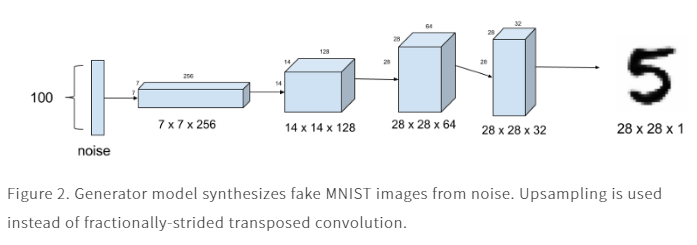 64
32
256
128
28
28
7
14
7
14
28
28
100
7 x 7 x 256
14 x 14 x 128
28 x 28 x 64
28 x 28 x 32
28 x 28 x 1
5
noise
Figure 2. Generator model synthesizes fake MNIST images from noise. Upsampling is used
instead of fractionally-strided transposed convolution.